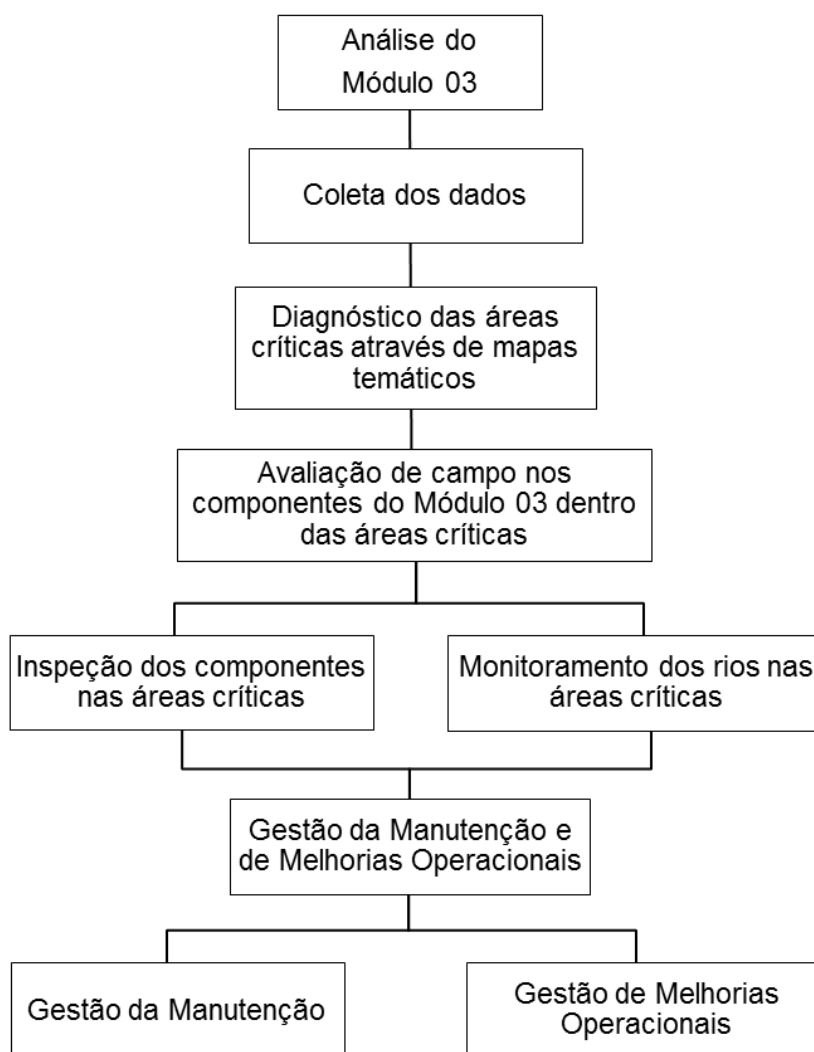 Análise do
Módulo 03
Coleta dos dados
Diagnóstico das áreas
críticas através de mapas
temáticos
Avaliação de campo nos
componentes do Módulo 03 dentro
das áreas críticas
Inspeção dos componentes
nas áreas críticas
Monitoramento dos rios nas
áreas críticas
Gestão da Manutenção e
de Melhorias Operacionais
Gestão da Manutenção
Gestão de Melhorias
Operacionais